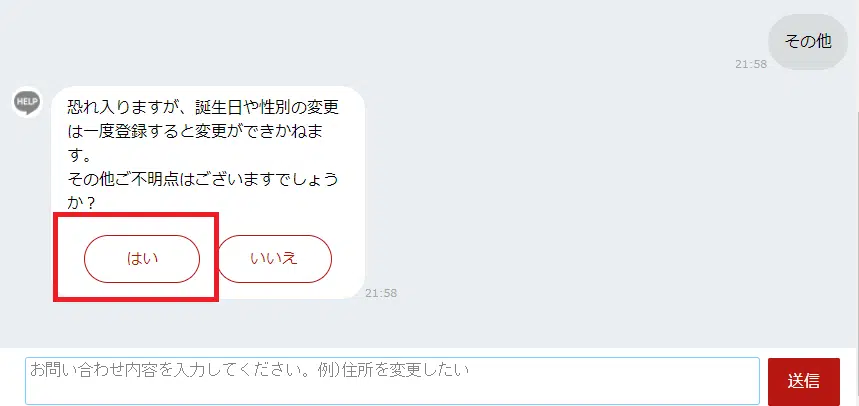 その他
21:58
HELP
恐れ入りますが、誕生日や性別の変更
は一度登録すると変更ができかねま
す。
その他ご不明点はございますでしょう
か？
はい
いいえ
21:58
お問い合わせ内容を入力してください。例)住所を変更したい
送信